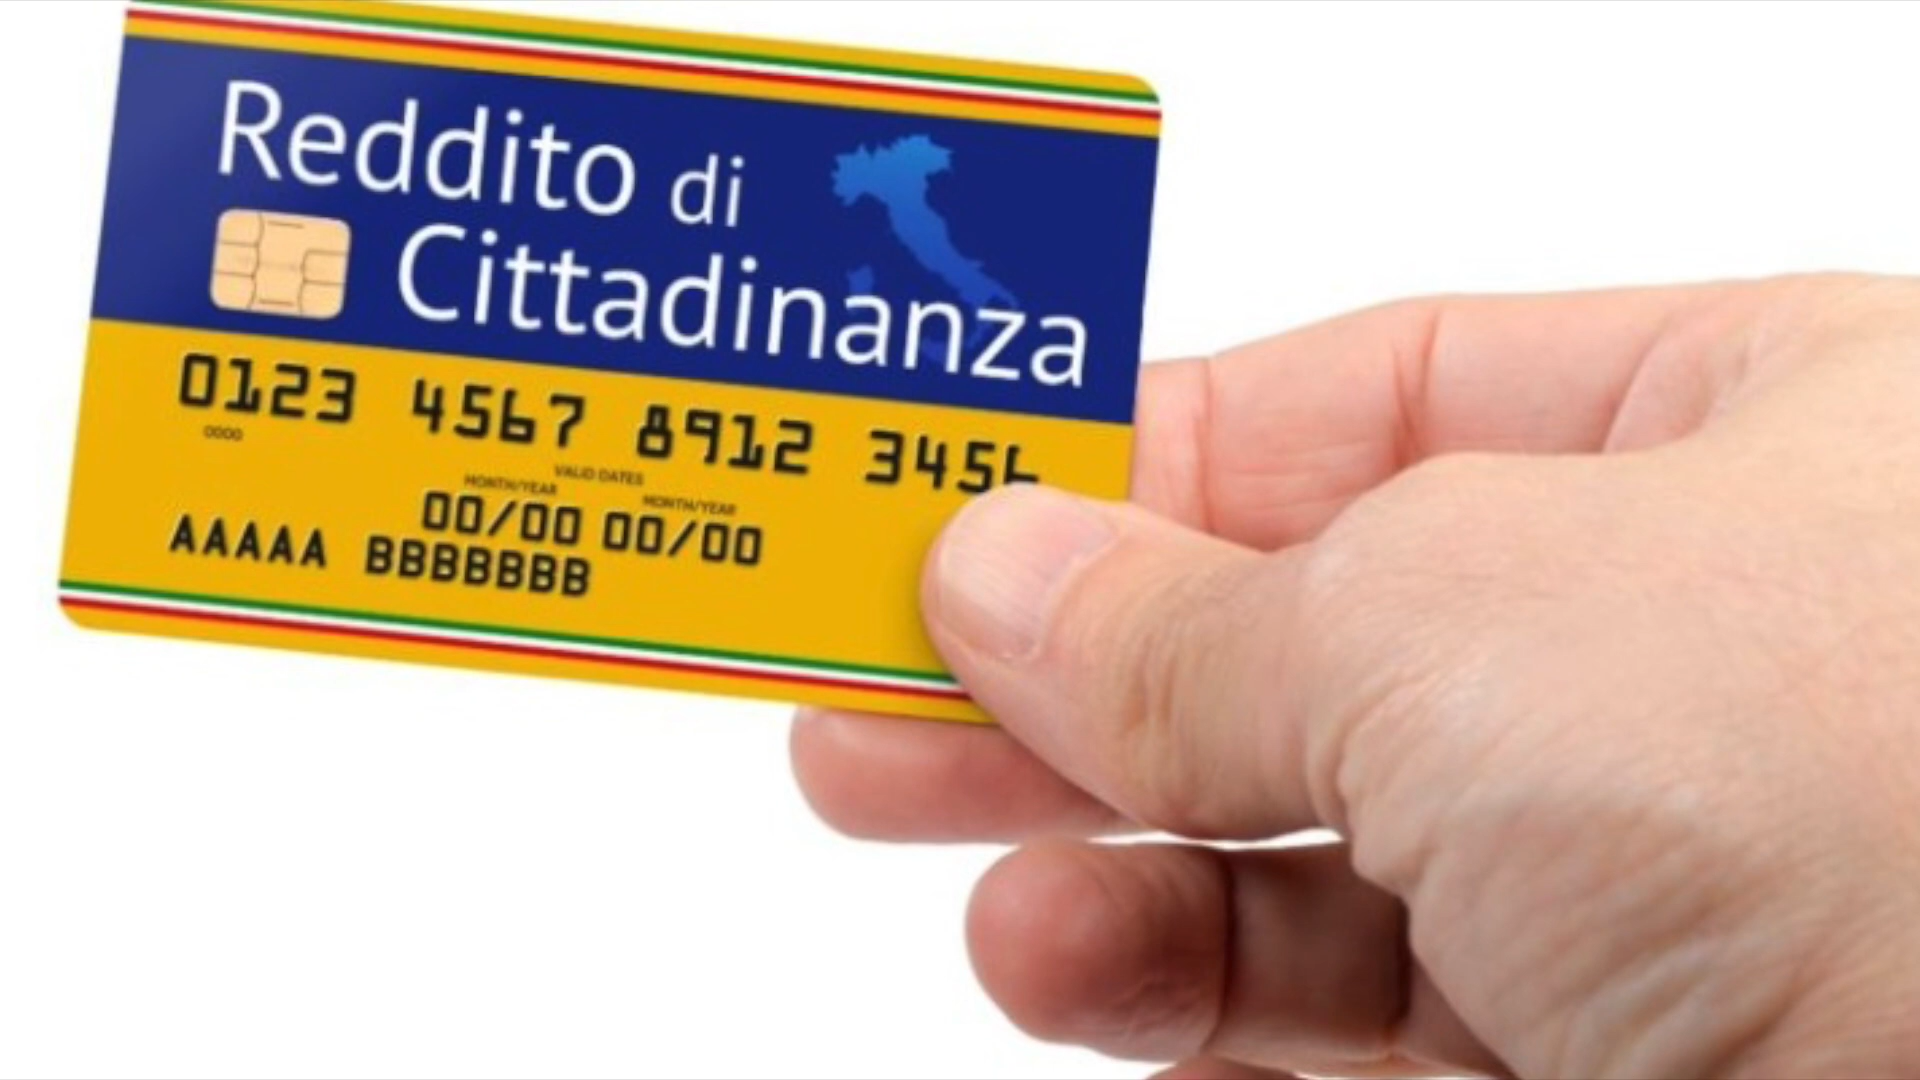 Reddito di
Cittadinanza
0123 4567 8912 3456
0000
VALID DATES
MONTH/YEAR MONTH/YEAR
00/00 00/00
AAAAA BBBBBBB